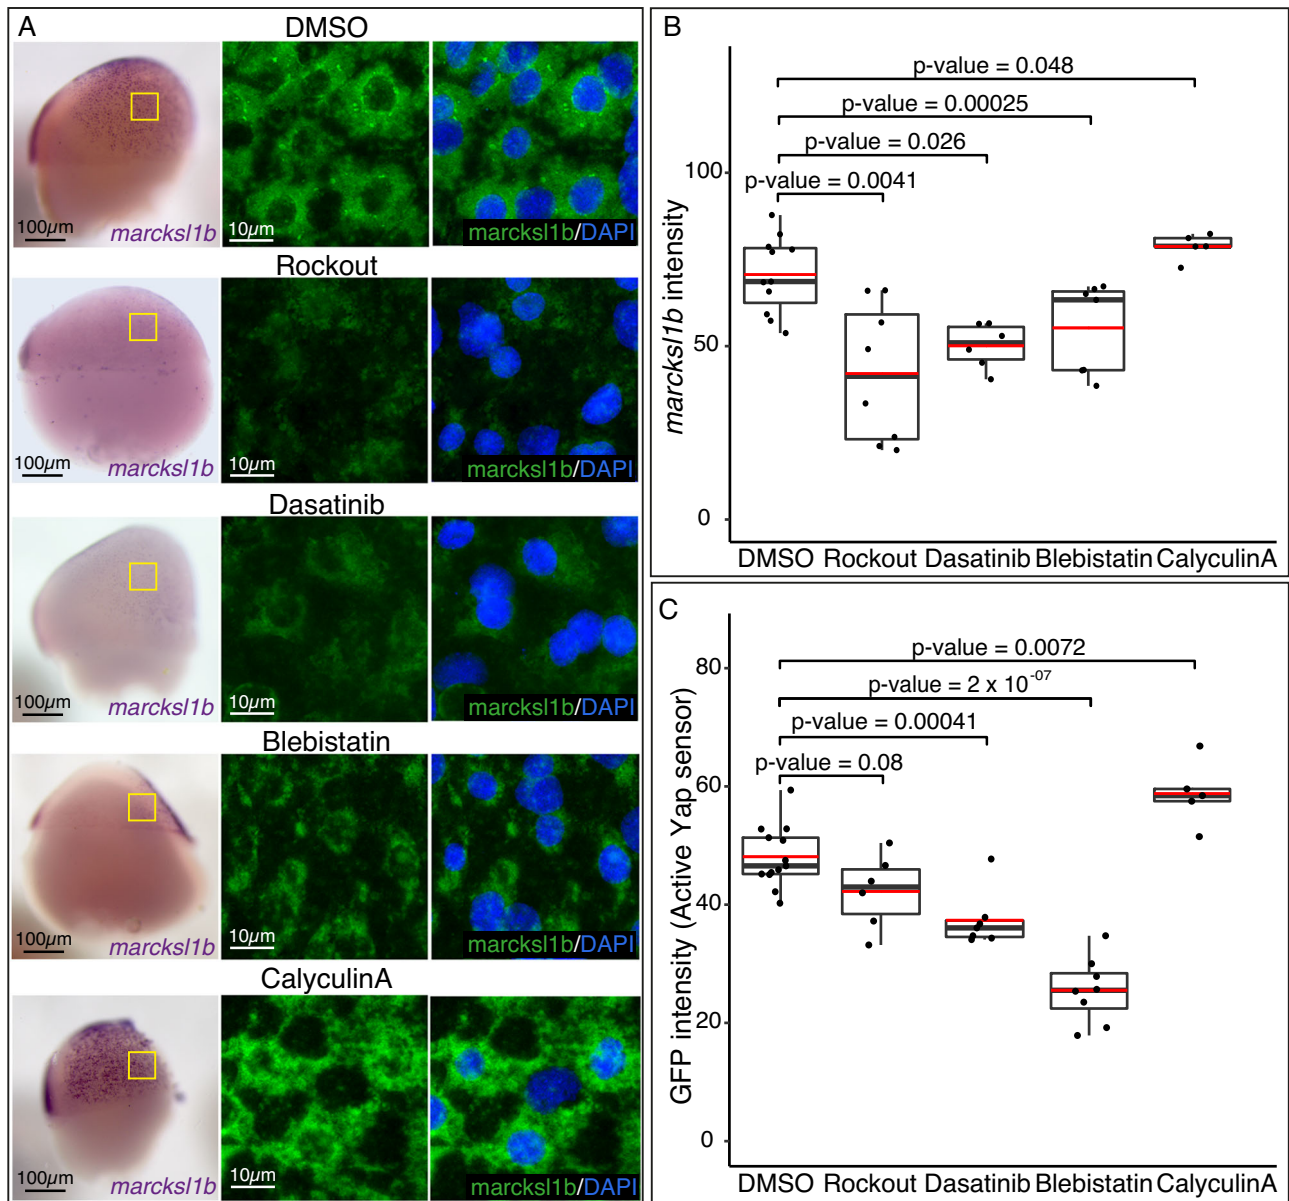 A
DMSO
100µm
marcksl1b
10µm
marcksl1b/DAPI
Rockout
100µm
marcksl1b
10µm
marcksl1b/DAPI
Dasatinib
100µm
marcksl1b
10µm
marcksl1b/DAPI
Blebistatin
100µm
marcksl1b
10µm
marcksl1b/DAPI
CalyculinA
100µm
marcksl1b
10µm
marcksl1b/DAPI
B
p-value = 0.048
p-value = 0.00025
p-value = 0.026
p-value = 0.0041
marcksl1b intensity
100
50
0
DMSO Rockout Dasatinib Blebistatin CalyculinA
C
p-value = 0.0072
p-value = 2 x 10⁻⁰⁷
p-value = 0.00041
p-value = 0.08
GFP intensity (Active Yap sensor)
80
60
40
20
0
DMSO Rockout Dasatinib Blebistatin CalyculinA